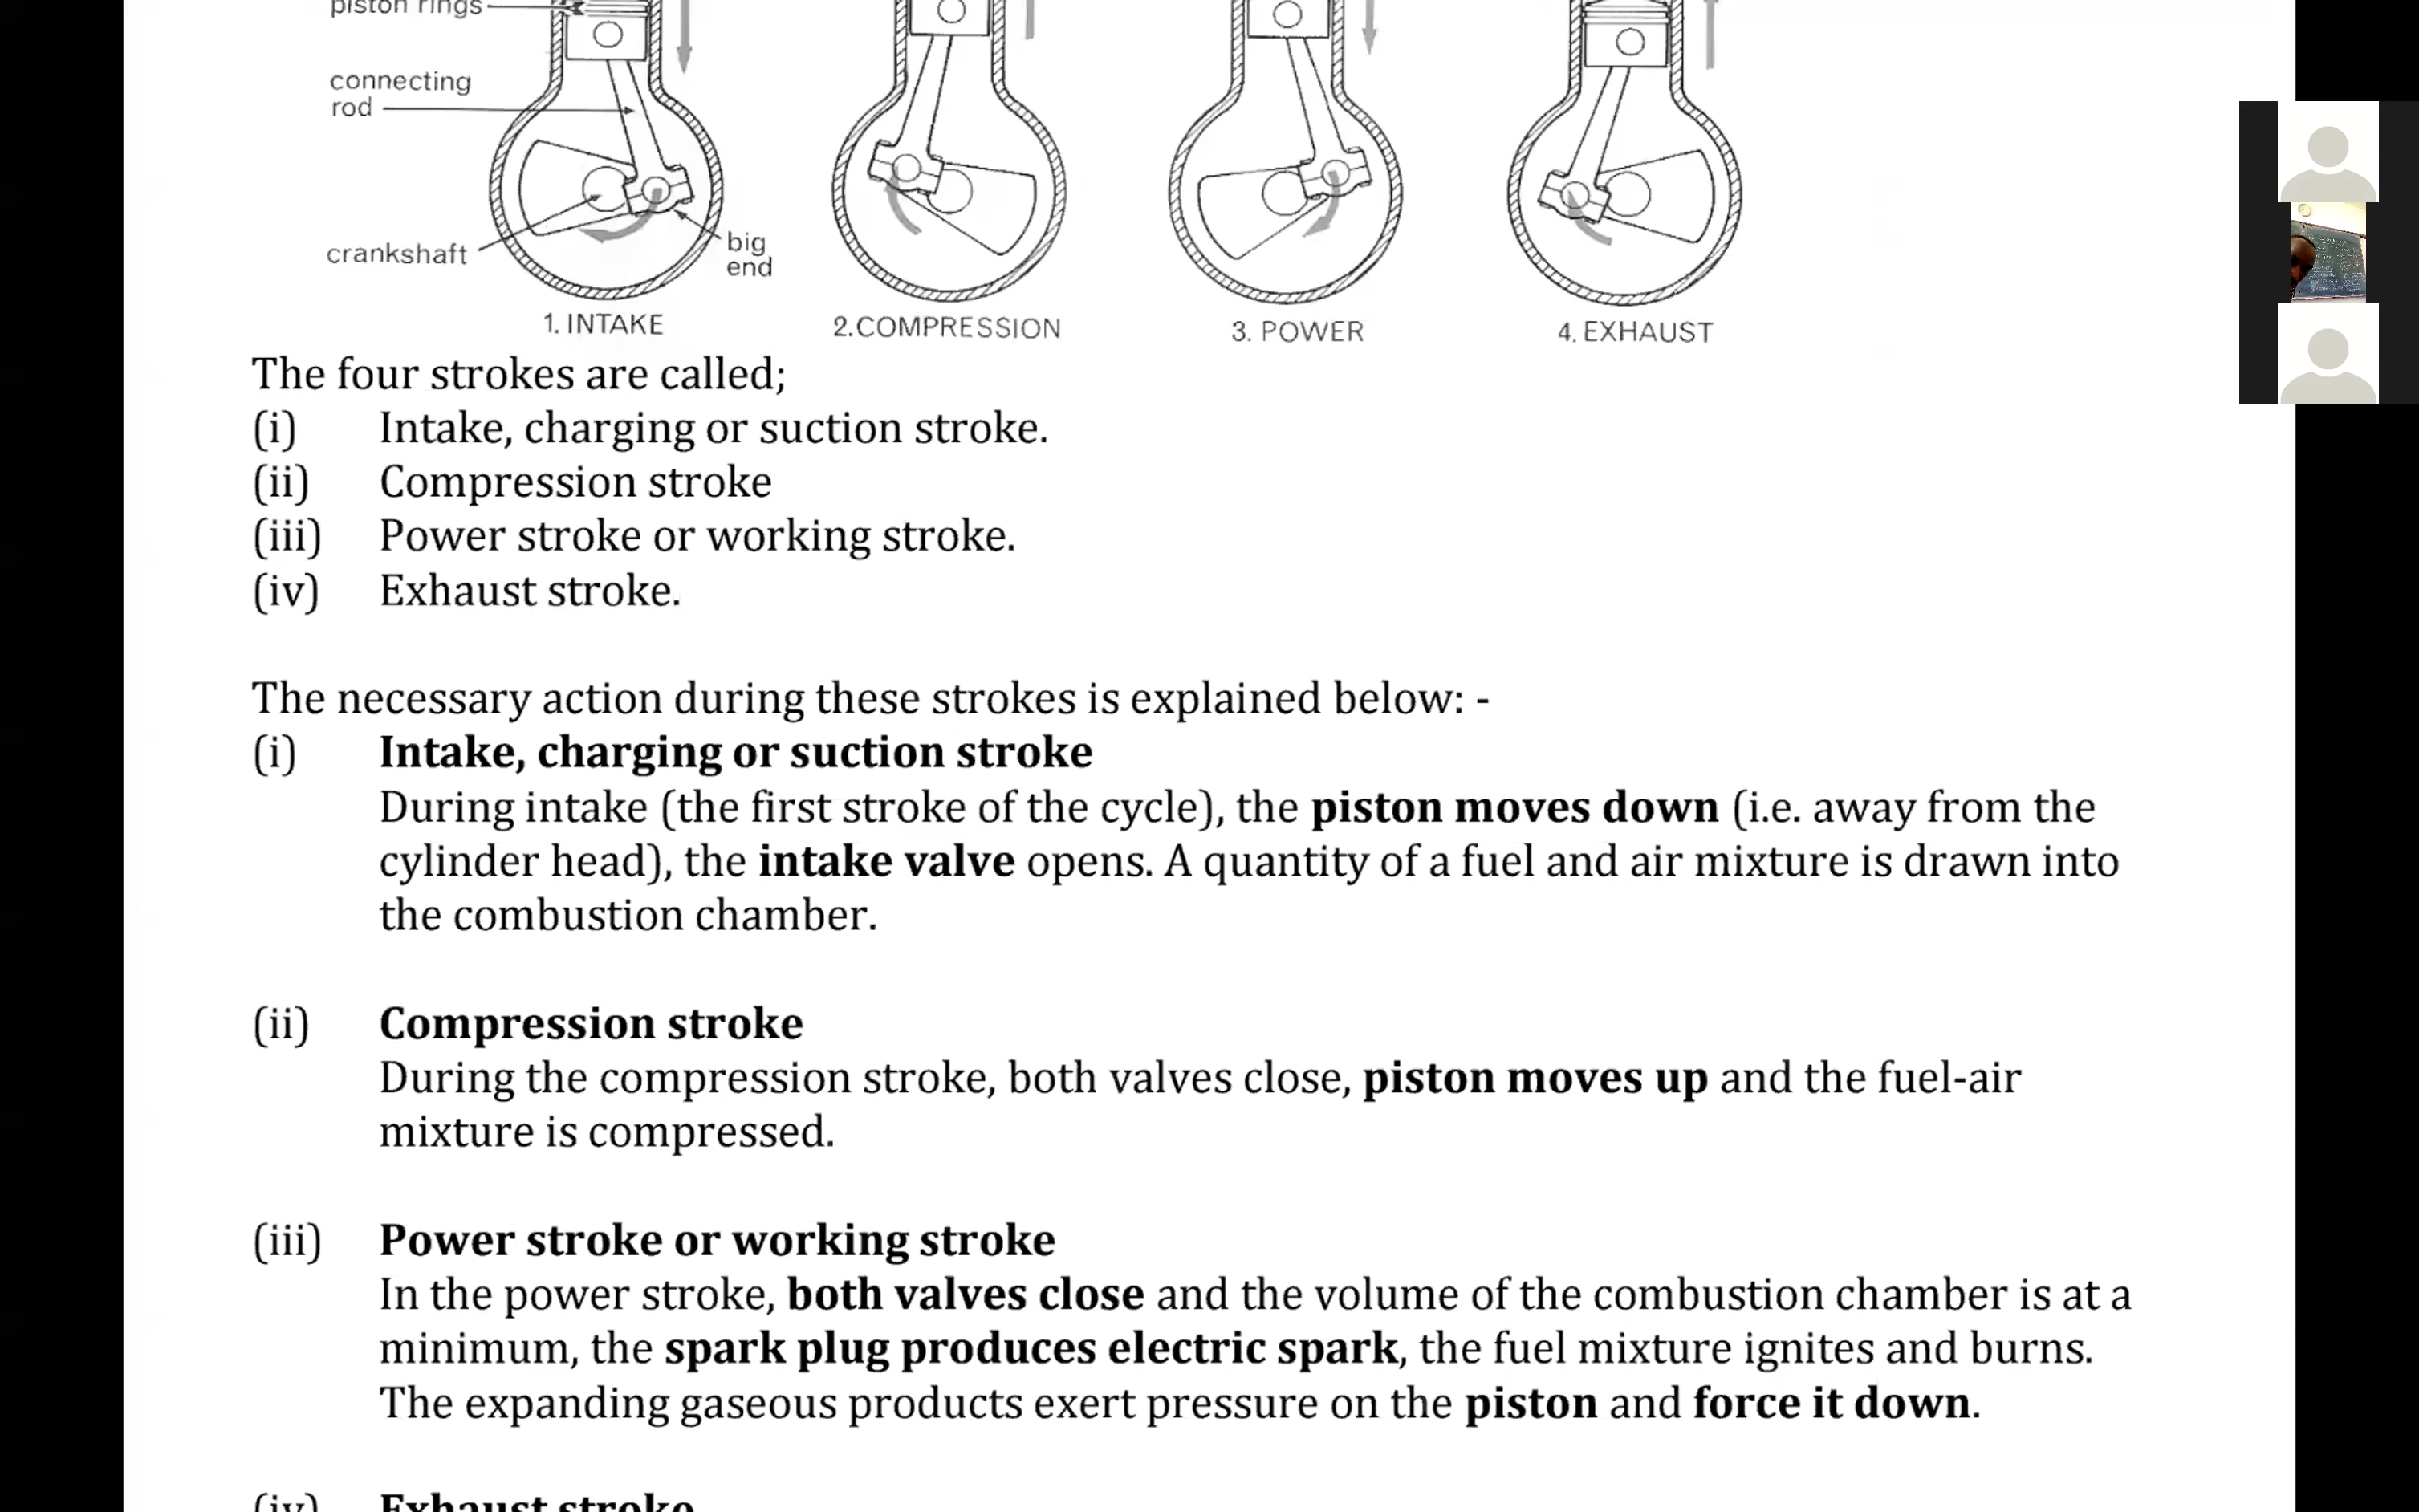 piston rings
connecting
rod
crankshaft
big
end
1. INTAKE
2.COMPRESSION
3. POWER
4. EXHAUST
The four strokes are called;
(i) Intake, charging or suction stroke.
(ii) Compression stroke
(iii) Power stroke or working stroke.
(iv) Exhaust stroke.
The necessary action during these strokes is explained below: -
(i) Intake, charging or suction stroke
During intake (the first stroke of the cycle), the piston moves down (i.e. away from the
cylinder head), the intake valve opens. A quantity of a fuel and air mixture is drawn into
the combustion chamber.
(ii) Compression stroke
During the compression stroke, both valves close, piston moves up and the fuel-air
mixture is compressed.
(iii) Power stroke or working stroke
In the power stroke, both valves close and the volume of the combustion chamber is at a
minimum, the spark plug produces electric spark, the fuel mixture ignites and burns.
The expanding gaseous products exert pressure on the piston and force it down.
(iv) Exhaust stroke